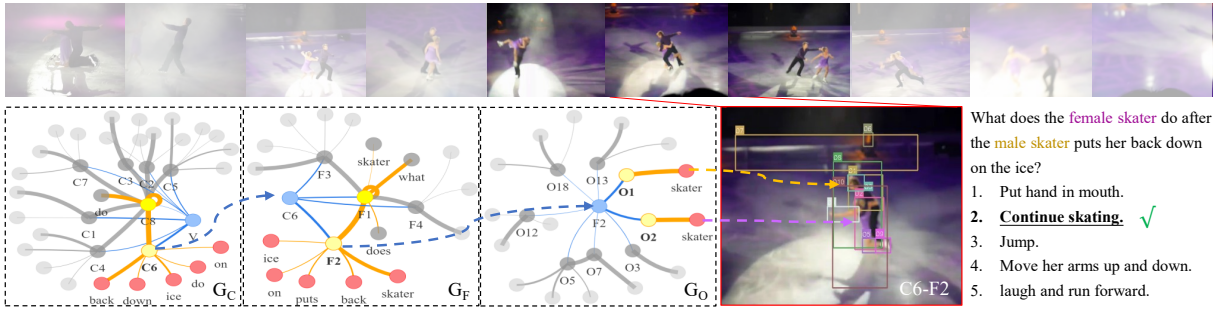 C7
C3
C2
C5
do
C8
C1
V
C4
C6
on
do
ice
down
back
G_C
skater
what
F3
C6
F1
F4
does
ice
F2
on
puts
back
skater
G_F
O18
O13
O1
skater
F2
O2
skater
O12
O3
O7
O5
G_O
C6-F2
What does the female skater do after
the male skater puts her back down
on the ice?
1. Put hand in mouth.
2. Continue skating. √
3. Jump.
4. Move her arms up and down.
5. laugh and run forward.